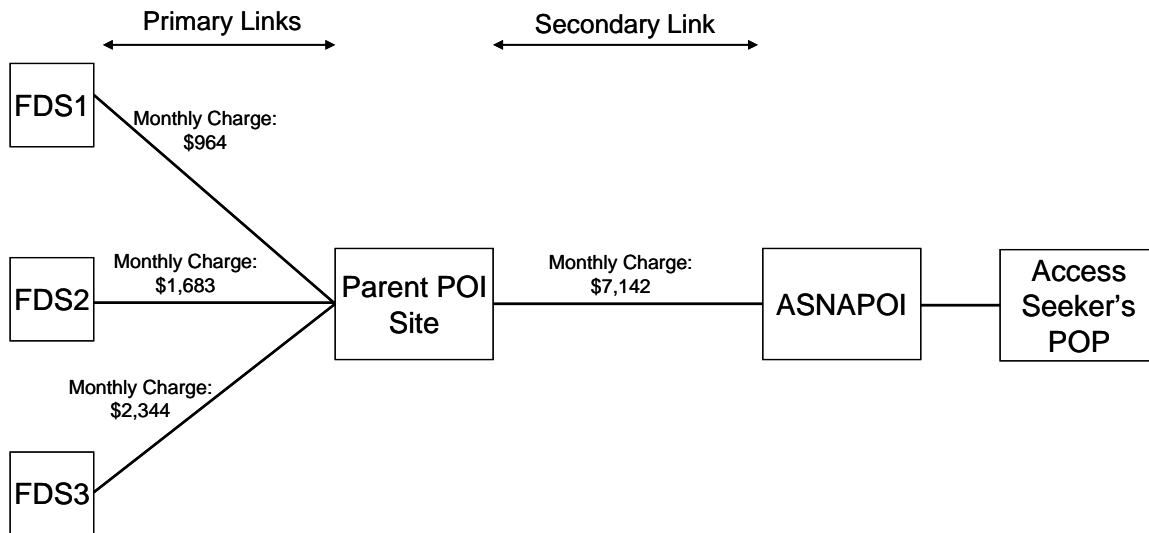 Primary Links
Secondary Link
FDS1
Monthly Charge:
$964
FDS2
Monthly Charge:
$1,683
Parent POI
Site
Monthly Charge:
$7,142
ASNAPOI
Access
Seeker’s
POP
Monthly Charge:
$2,344
FDS3